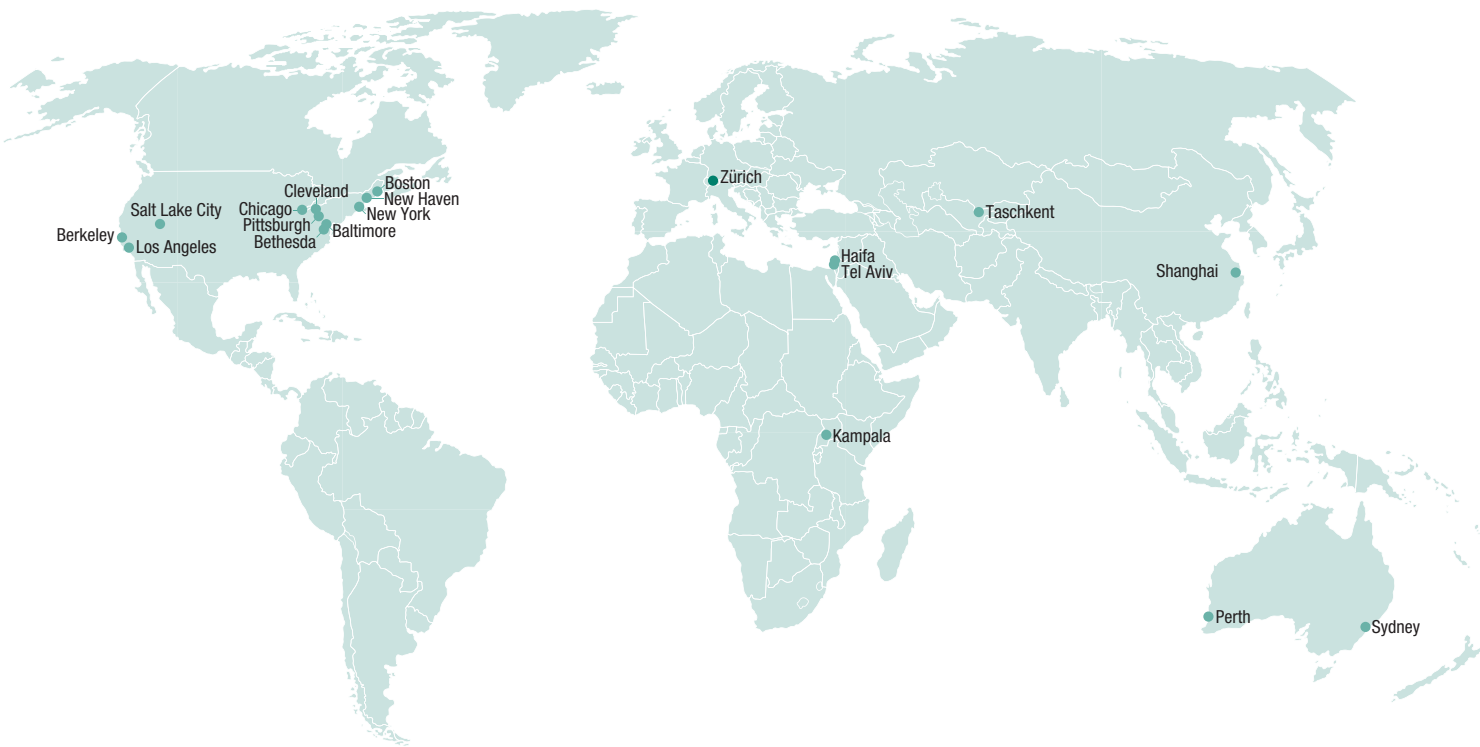 Boston
Cleveland
New Haven
Salt Lake City
Chicago
New York
Pittsburgh
Baltimore
Berkeley
Bethesda
Los Angeles
Zürich
Taschkent
Haifa
Tel Aviv
Shanghai
Kampala
Perth
Sydney